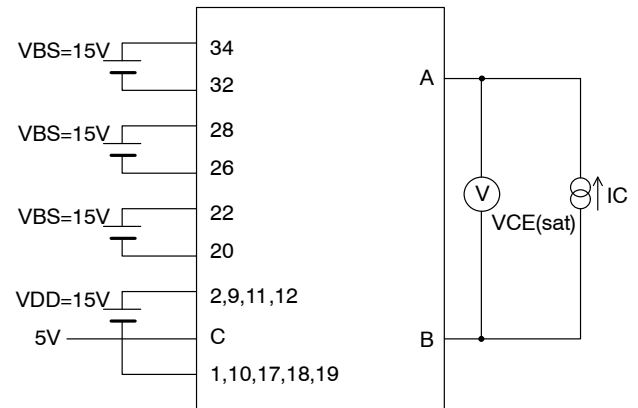 VBS=15V
34
32
A
VBS=15V
28
26
V
IC
VCE(sat)
VBS=15V
22
20
VDD=15V
2,9,11,12
5V
C
B
1,10,17,18,19